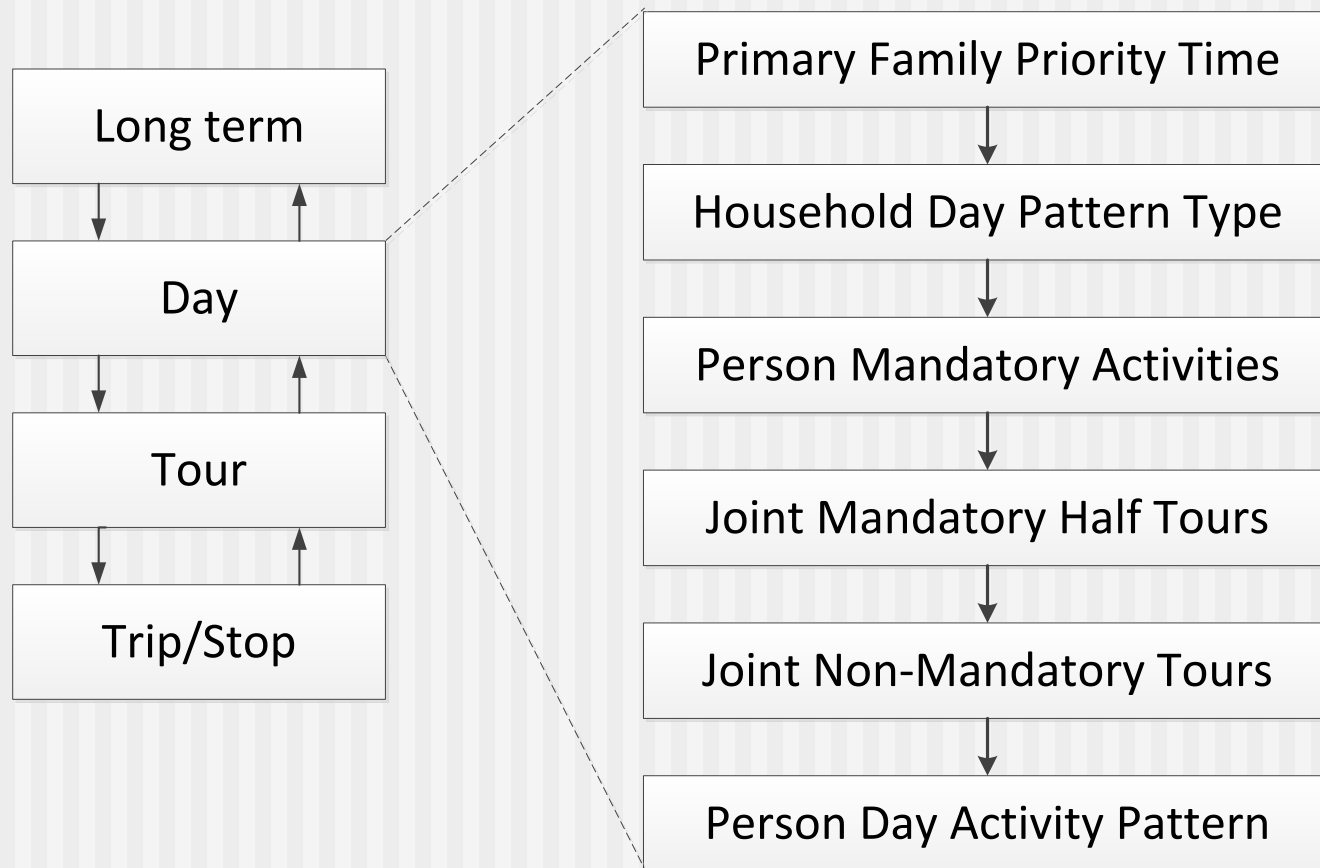 Long term
Day
Tour
Trip/Stop
Primary Family Priority Time
Household Day Pattern Type
Person Mandatory Activities
Joint Mandatory Half Tours
Joint Non-Mandatory Tours
Person Day Activity Pattern